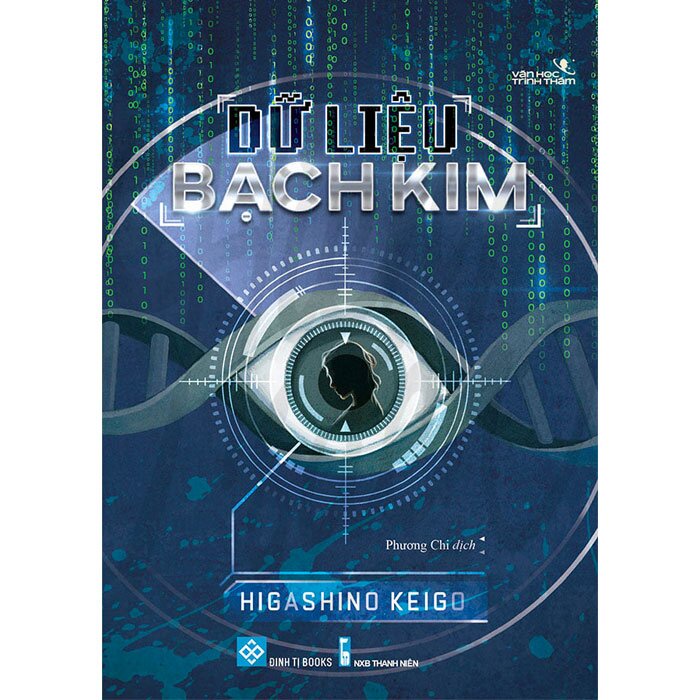 VĂN HỌC
TRINH THÁM
DỮ LIỆU
BẠCH KIM
Phương Chi dịch
HIGASHINO KEIGO
ĐINH TỊ BOOKS
NXB THANH NIÊN